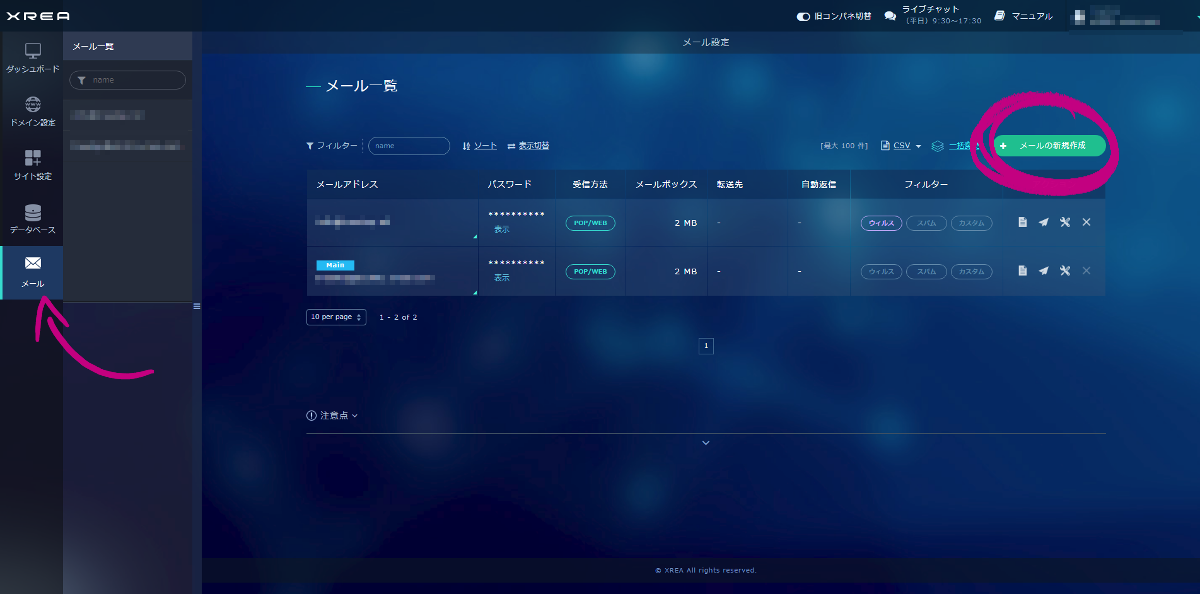 XREA
旧コンパネ切替
ライブチャット
(平日) 9:30〜17:30
マニュアル
ダッシュボード
ドメイン設定
サイト設定
データベース
メール
メール一覧
name
メール設定
メール一覧
フィルター
name
ソート
表示切替
[最大 100 件]
CSV
一括
+ メールの新規作成
メールアドレス パスワード 受信方法 メールボックス 転送先 自動返信 フィルター
********** POP/WEB 2 MB - - ウィルス スパム カスタム
表示
Main
********** POP/WEB 2 MB - - ウィルス スパム カスタム
表示
10 per page
1 - 2 of 2
1
注意点
© XREA All rights reserved.